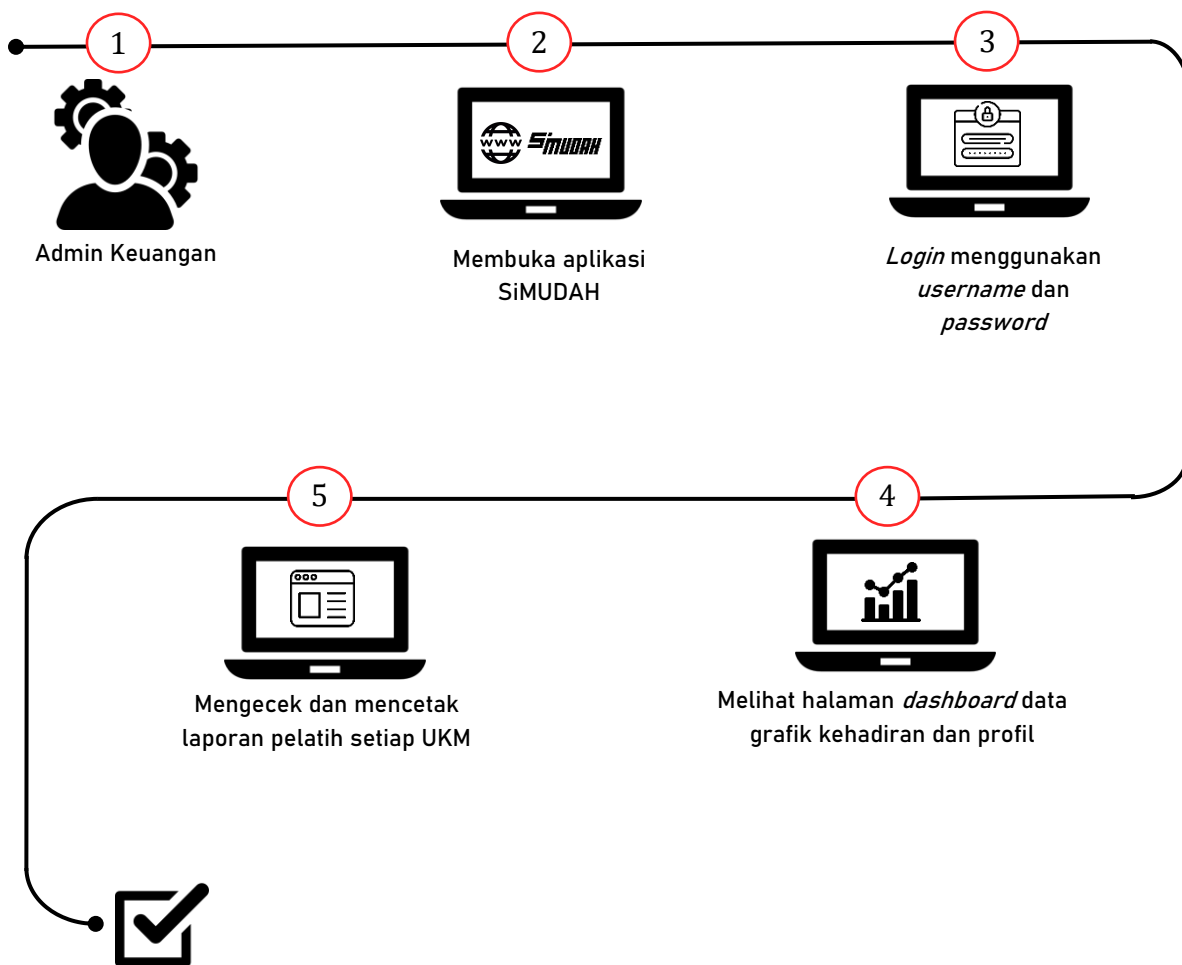 1
2
3
www SiMUDAH
Admin Keuangan
Membuka aplikasi
SiMUDAH
Login menggunakan
username dan
password
5
4
Mengecek dan mencetak
laporan pelatih setiap UKM
Melihat halaman dashboard data
grafik kehadiran dan profil